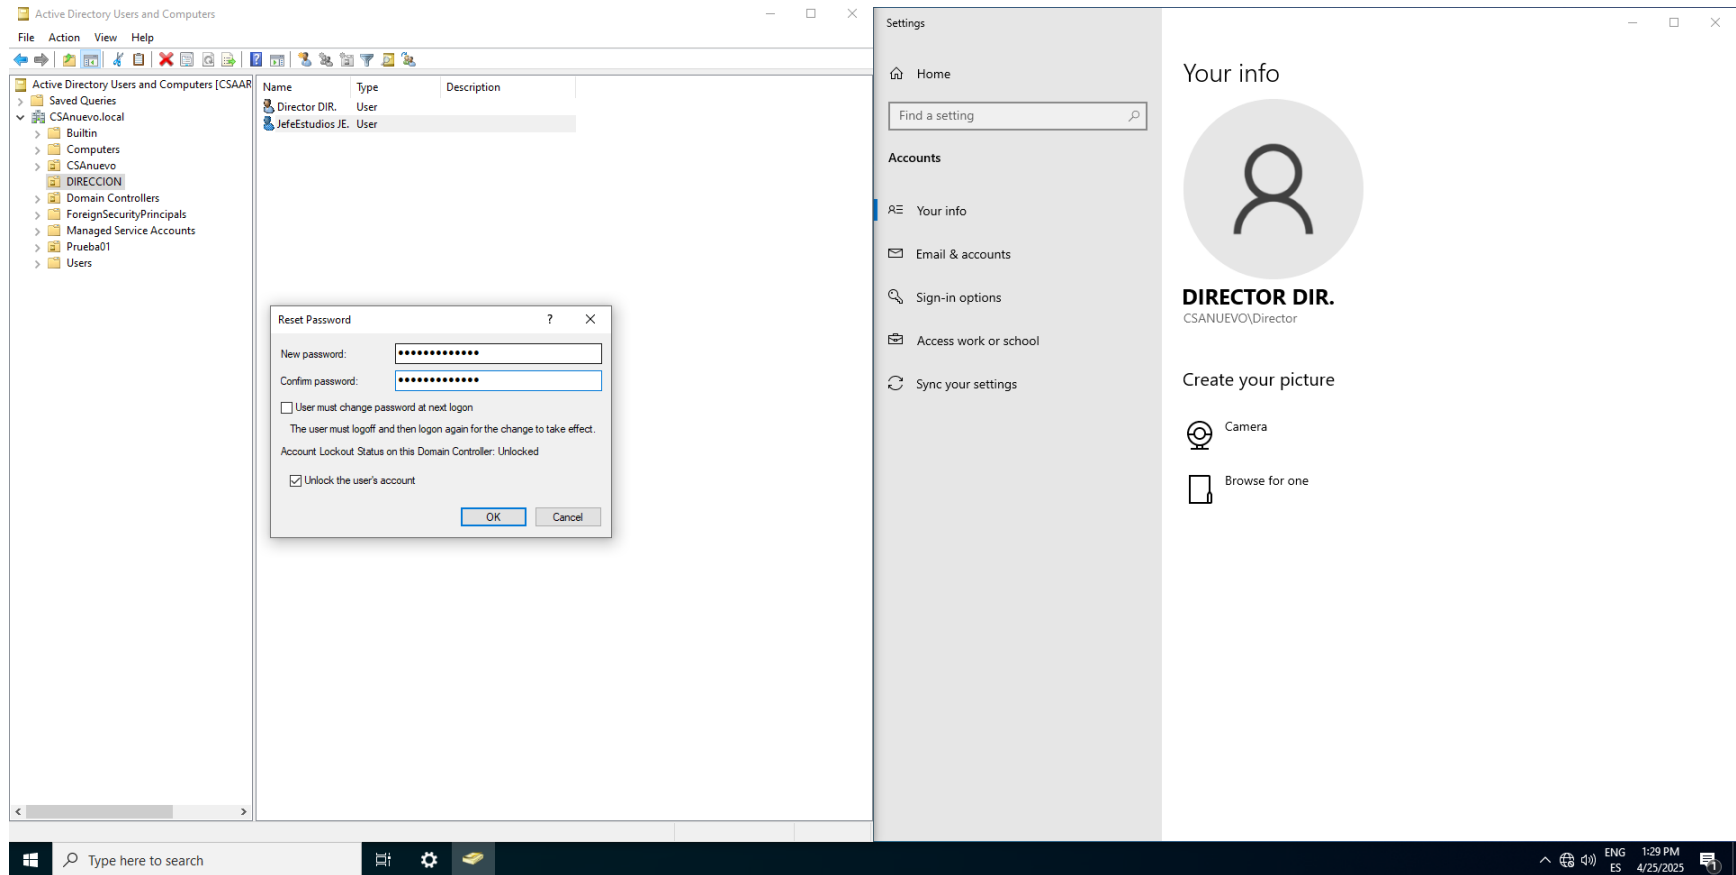 Active Directory Users and Computers
File Action View Help
Active Directory Users and Computers [CSAAR
Saved Queries
CSAnuevo.local
Builtin
Computers
CSAnuevo
DIRECCION
Domain Controllers
ForeignSecurityPrincipals
Managed Service Accounts
Prueba01
Users
Name Type Description
Director DIR. User
JefeEstudios JE. User
Reset Password
?
New password:
Confirm password:
User must change password at next logon
The user must logoff and then logon again for the change to take effect.
Account Lockout Status on this Domain Controller: Unlocked
Unlock the user's account
OK Cancel
Settings
Home
Find a setting
Accounts
Your info
Email & accounts
Sign-in options
Access work or school
Sync your settings
Your info
DIRECTOR DIR.
CSANUEVO\Director
Create your picture
Camera
Browse for one
Type here to search
ENG
ES
1:29 PM
4/25/2025
1